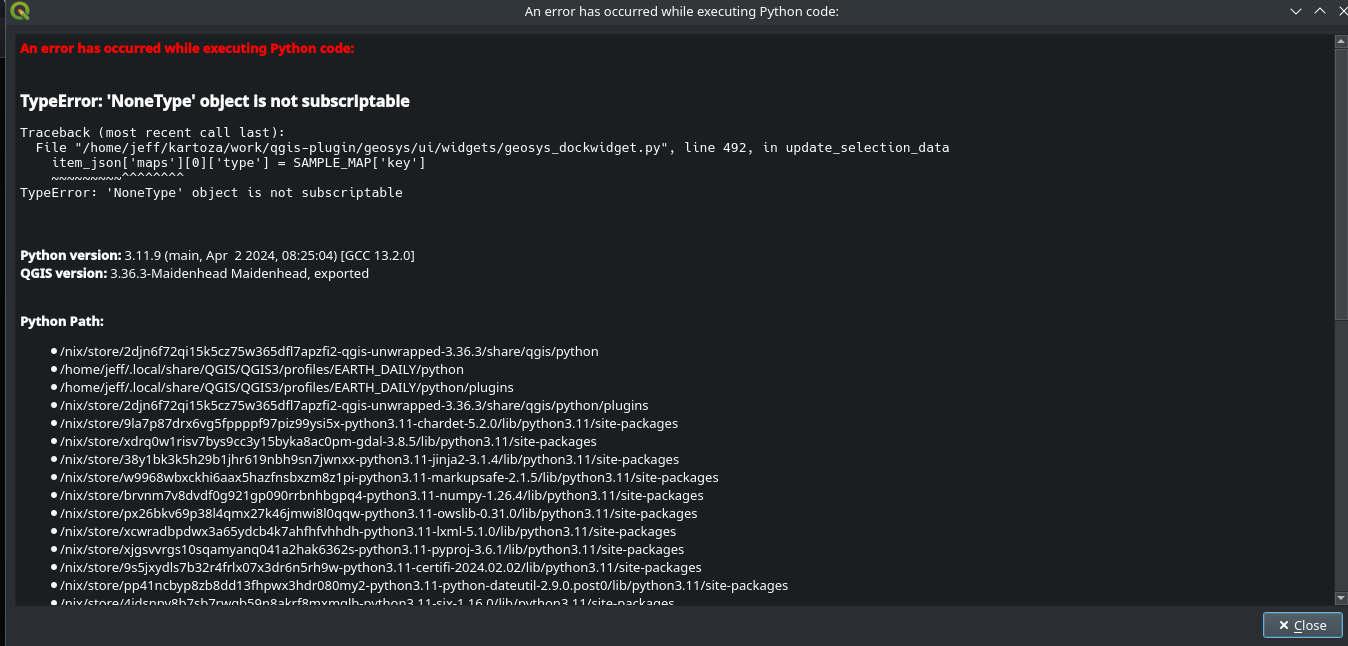 An error has occurred while executing Python code:
An error has occurred while executing Python code:
TypeError: 'NoneType' object is not subscriptable
Traceback (most recent call last):
  File "/home/jeff/kartoza/work/qgis-plugin/geosys/ui/widgets/geosys_dockwidget.py", line 492, in update_selection_data
    item_json['maps'][0]['type'] = SAMPLE_MAP['key']
    ~~~~~~~~~^^^^^^^^
TypeError: 'NoneType' object is not subscriptable
Python version: 3.11.9 (main, Apr  2 2024, 08:25:04) [GCC 13.2.0]
QGIS version: 3.36.3-Maidenhead Maidenhead, exported
Python Path:
• /nix/store/2djn6f72qi15k5cz75w365dfl7apzfi2-qgis-unwrapped-3.36.3/share/qgis/python
• /home/jeff/.local/share/QGIS/QGIS3/profiles/EARTH_DAILY/python
• /home/jeff/.local/share/QGIS/QGIS3/profiles/EARTH_DAILY/python/plugins
• /nix/store/2djn6f72qi15k5cz75w365dfl7apzfi2-qgis-unwrapped-3.36.3/share/qgis/python/plugins
• /nix/store/9la7p87drx6vg5fppppf97piz99ysi5x-python3.11-chardet-5.2.0/lib/python3.11/site-packages
• /nix/store/xdrq0w1risv7bys9cc3y15byka8ac0pm-gdal-3.8.5/lib/python3.11/site-packages
• /nix/store/38y1bk3k5h29b1jhr619nbh9sn7jwnxx-python3.11-jinja2-3.1.4/lib/python3.11/site-packages
• /nix/store/w9968wbxckhi6aax5hazfnsbxzm8z1pi-python3.11-markupsafe-2.1.5/lib/python3.11/site-packages
• /nix/store/brvnm7v8dvdf0g921gp090rrbnhbgpq4-python3.11-numpy-1.26.4/lib/python3.11/site-packages
• /nix/store/px26bkv69p38l4qmx27k46jmwi8l0qqw-python3.11-owslib-0.31.0/lib/python3.11/site-packages
• /nix/store/xcwradbpdwx3a65ydcb4k7ahfhfvhhdh-python3.11-lxml-5.1.0/lib/python3.11/site-packages
• /nix/store/xjgsvvrgs10sqamyanq041a2hak6362s-python3.11-pyproj-3.6.1/lib/python3.11/site-packages
• /nix/store/9s5jxydls7b32r4frlx07x3dr6n5rh9w-python3.11-certifi-2024.02.02/lib/python3.11/site-packages
• /nix/store/pp41ncbyp8zb8dd13fhpwx3hdr080my2-python3.11-python-dateutil-2.9.0.post0/lib/python3.11/site-packages
Close